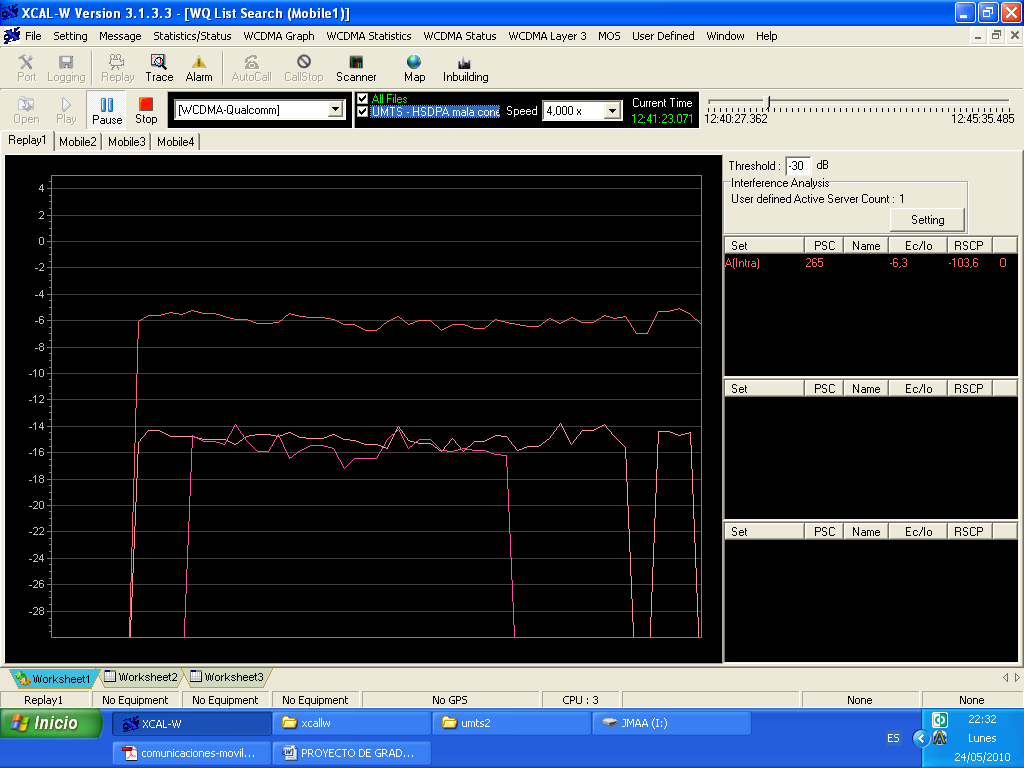 XCAL-W Version 3.1.3.3 - [WQ List Search (Mobile1)]
File Setting Message Statistics/Status WCDMA Graph WCDMA Statistics WCDMA Status WCDMA Layer 3 MOS User Defined Window Help
Port Logging Replay Trace Alarm AutoCall CallStop Scanner Map Inbuilding
Open Play Pause Stop [WCDMA-Qualcomm]
All Files
UMTS - HSDPA mala cone
Speed 4,000 x
Current Time
12:41:23.071
12:40:27.362 12:45:35.485
Replay1 Mobile2 Mobile3 Mobile4
4
2
0
-2
-4
-6
-8
-10
-12
-14
-16
-18
-20
-22
-24
-26
-28
Threshold : -30 dB
Interference Analysis
User defined Active Server Count : 1
Setting
Set PSC Name Ec/Io RSCP
A(Intra) 265 -6,3 -103,6 0
Set PSC Name Ec/Io RSCP
Set PSC Name Ec/Io RSCP
Worksheet1 Worksheet2 Worksheet3
Replay1 No Equipment No Equipment No Equipment No GPS CPU : 3 None None
Inicio XCAL-W xcallw umts2 JMAA (I:)
comunicaciones-movil... PROYECTO DE GRAD...
ES
22:32
Lunes
24/05/2010